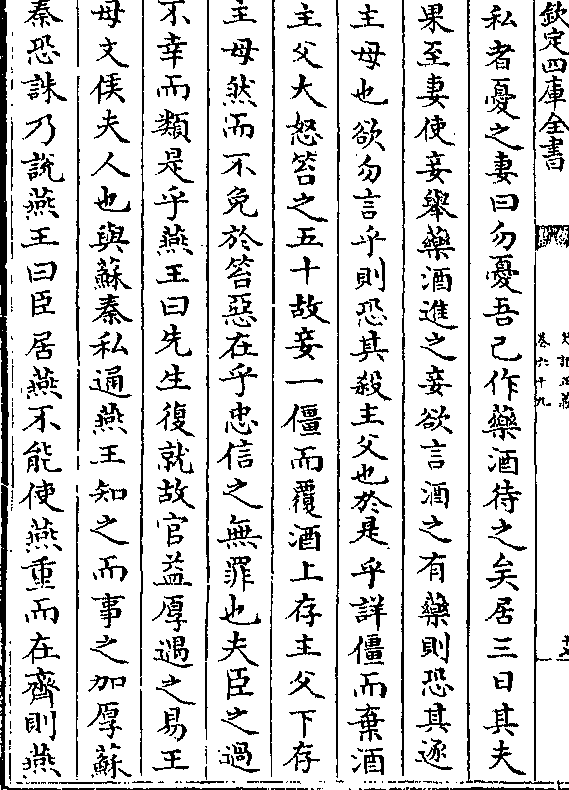 欽定四庫全書
卷六十九
私者憂之妻曰勿憂吾已作藥酒待之矣居三日其夫
果至妻使妾舉藥酒進之妾欲言酒之有藥則恐其逐
主母也欲勿言乎則恐其殺主父也於是乎詳僵而棄酒
主父大怒笞之五十故妾一僵而覆酒上存主父下存
主母然而不免於笞惡在乎忠信之無罪也夫臣之過
不幸而類是乎燕王曰先生復就故官益厚遇之易王
母文侯夫人也與蘇秦私通燕王知之而事之加厚蘇
秦恐誅乃說燕王曰臣居燕不能使燕重而在齊則燕